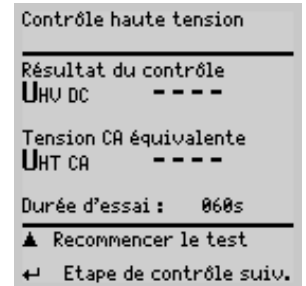 Contrôle haute tension
Résultat du contrôle
UHV DC ----
Tension CA équivalente
UHT CA ----
Durée d'essai : 060s
▲ Recommencer le test
↵ Etape de contrôle suiv.